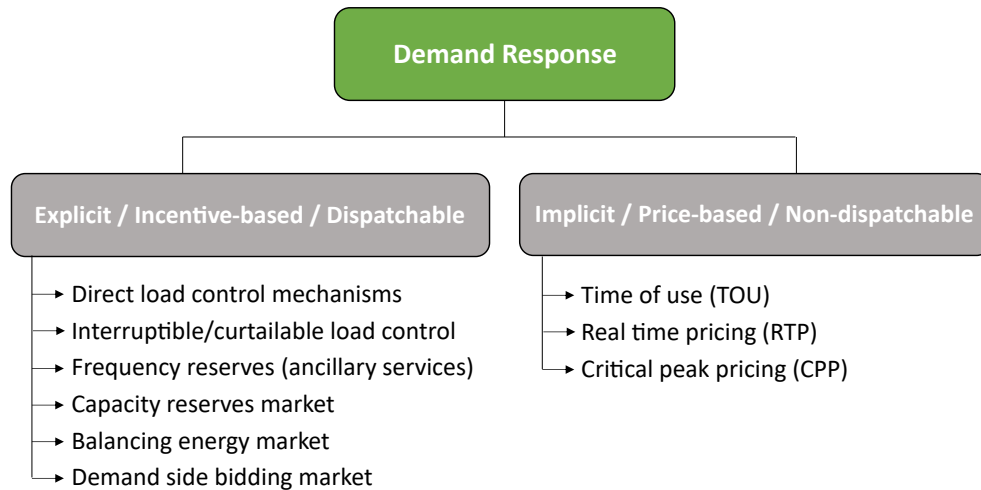 Demand Response
Explicit / Incentive-based / Dispatchable
Direct load control mechanisms
Interruptible/curtailable load control
Frequency reserves (ancillary services)
Capacity reserves market
Balancing energy market
Demand side bidding market
Implicit / Price-based / Non-dispatchable
Time of use (TOU)
Real time pricing (RTP)
Critical peak pricing (CPP)